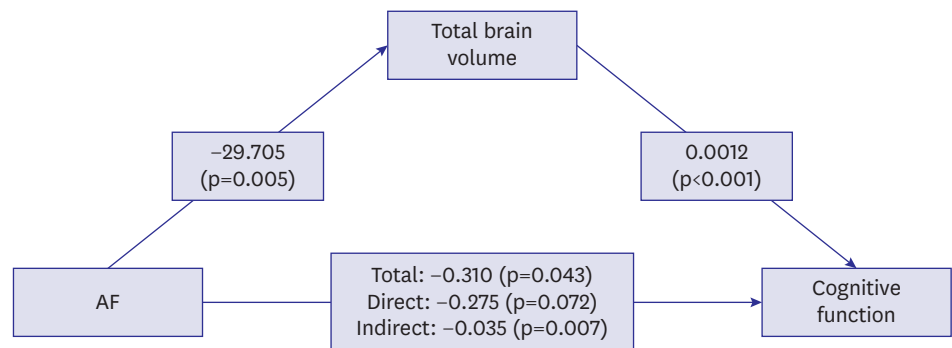 Total brain
volume
−29.705
(p=0.005)
0.0012
(p<0.001)
AF
Total: −0.310 (p=0.043)
Direct: −0.275 (p=0.072)
Indirect: −0.035 (p=0.007)
Cognitive
function